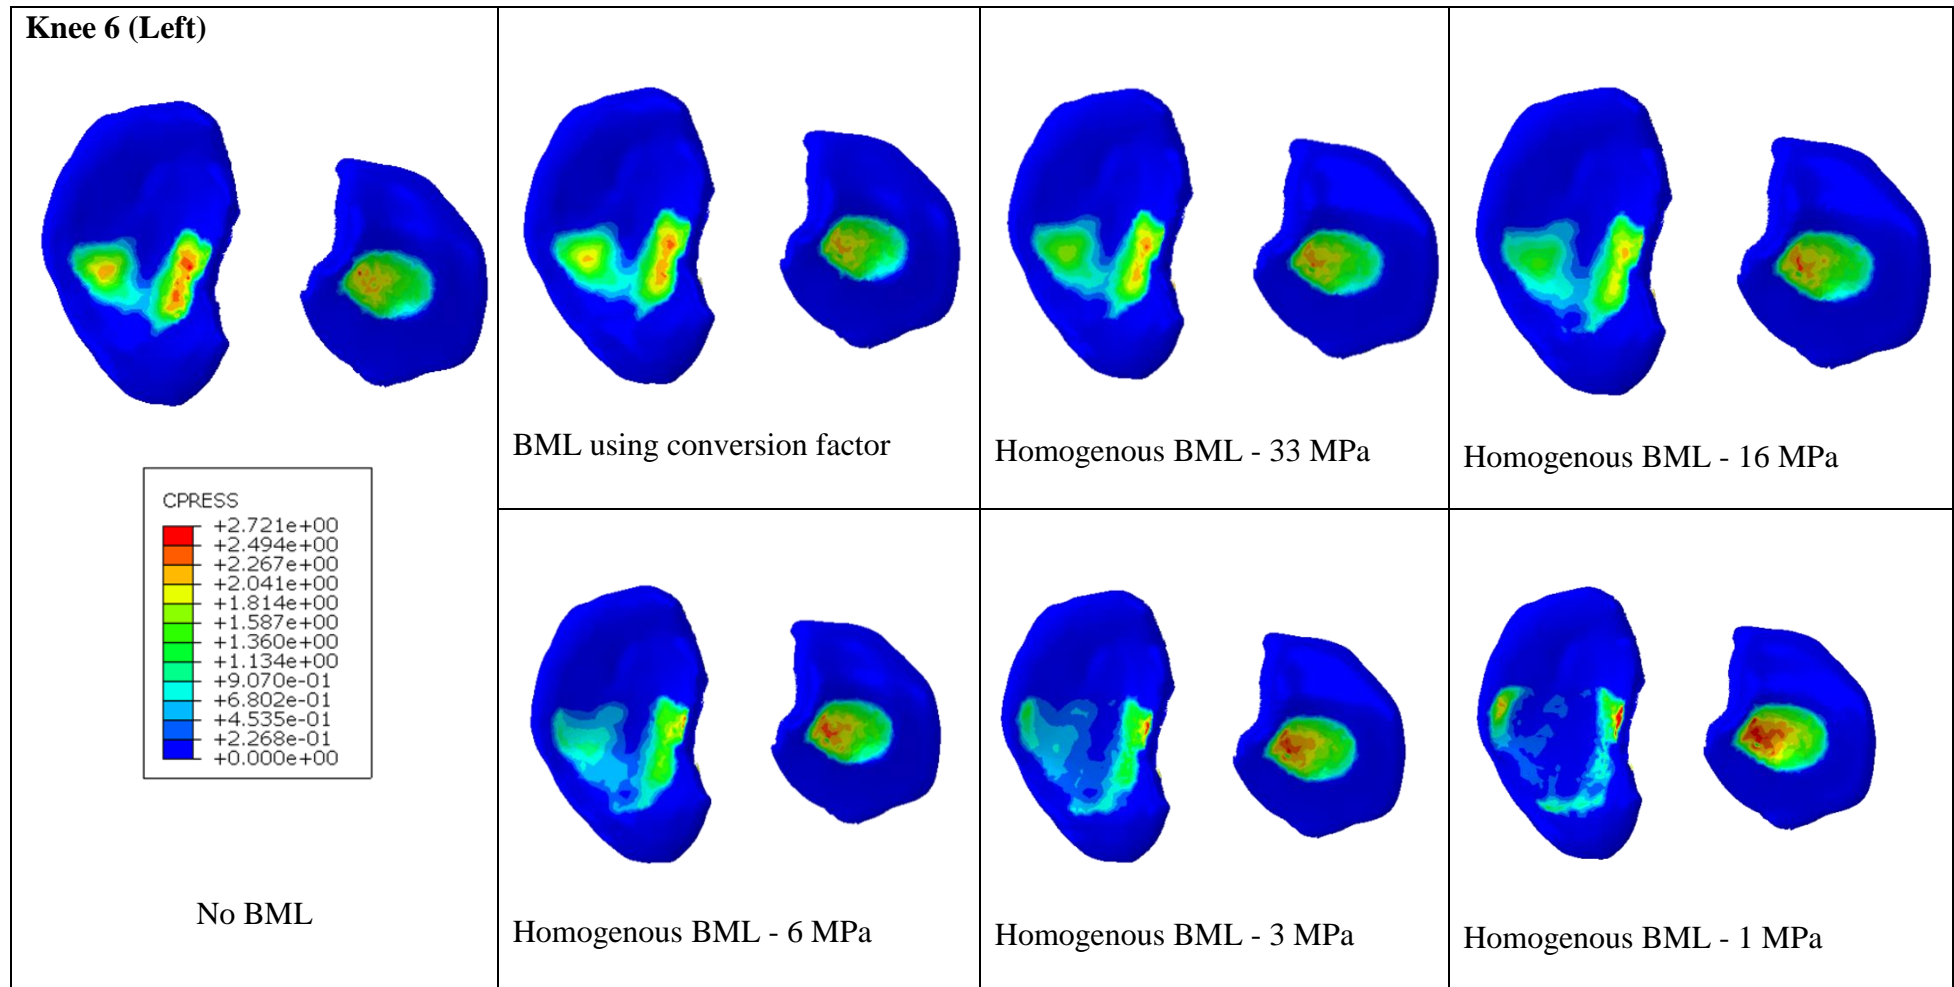 Knee 6 (Left)
BML using conversion factor
Homogenous BML - 33 MPa
Homogenous BML - 16 MPa
CPRESS
+2.721e+00
+2.494e+00
+2.267e+00
+2.041e+00
+1.814e+00
+1.587e+00
+1.360e+00
+1.134e+00
+9.070e-01
+6.802e-01
+4.535e-01
+2.268e-01
+0.000e+00
No BML
Homogenous BML - 6 MPa
Homogenous BML - 3 MPa
Homogenous BML - 1 MPa